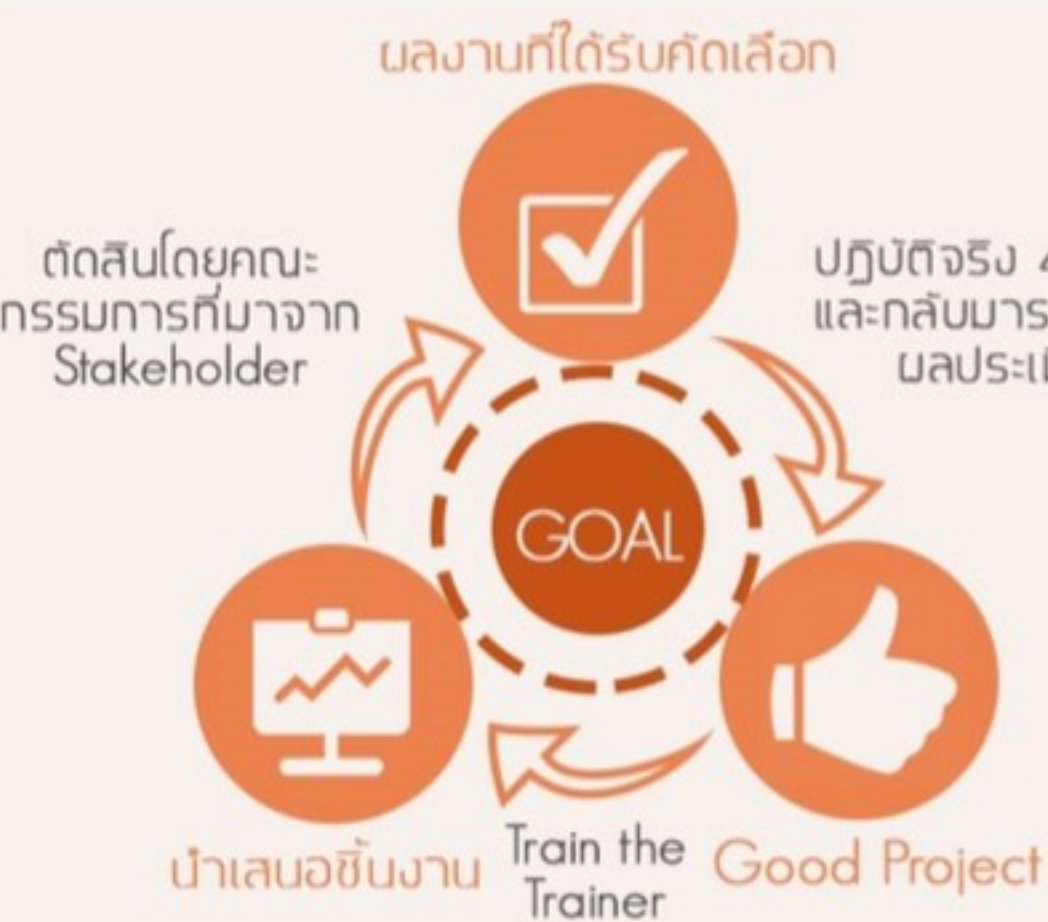 ผลงานที่ได้รับคัดเลือก
ตัดสินโดยคณะ
กรรมการที่มาจาก
Stakeholder
ปฏิบัติจริง
และกลับมา
GOAL
นำเสนอชิ้นงาน
Train the
Trainer
Good Project